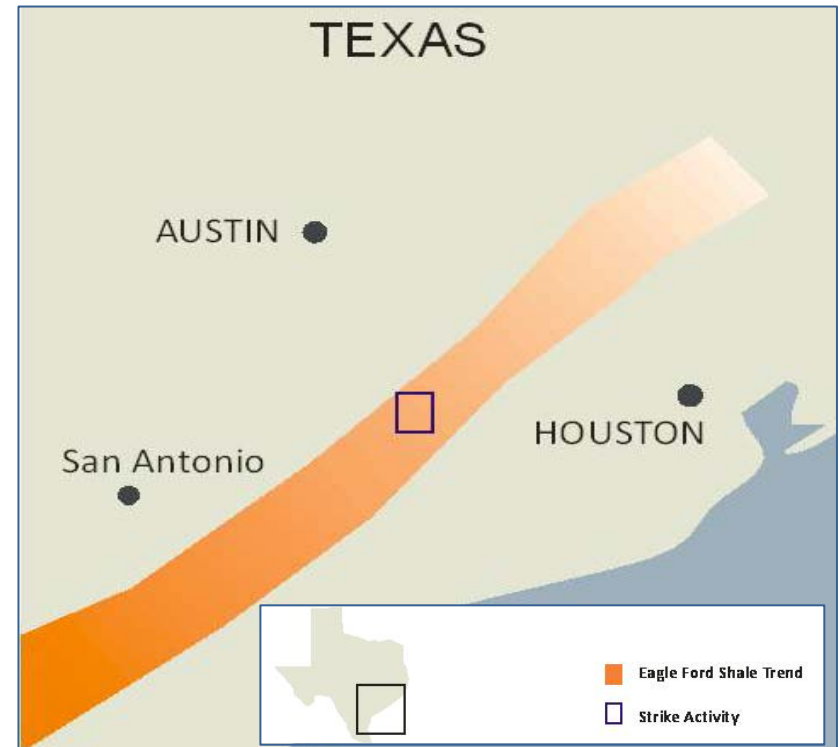 TEXAS
AUSTIN
HOUSTON
San Antonio
Eagle Ford Shale Trend
Strike Activity